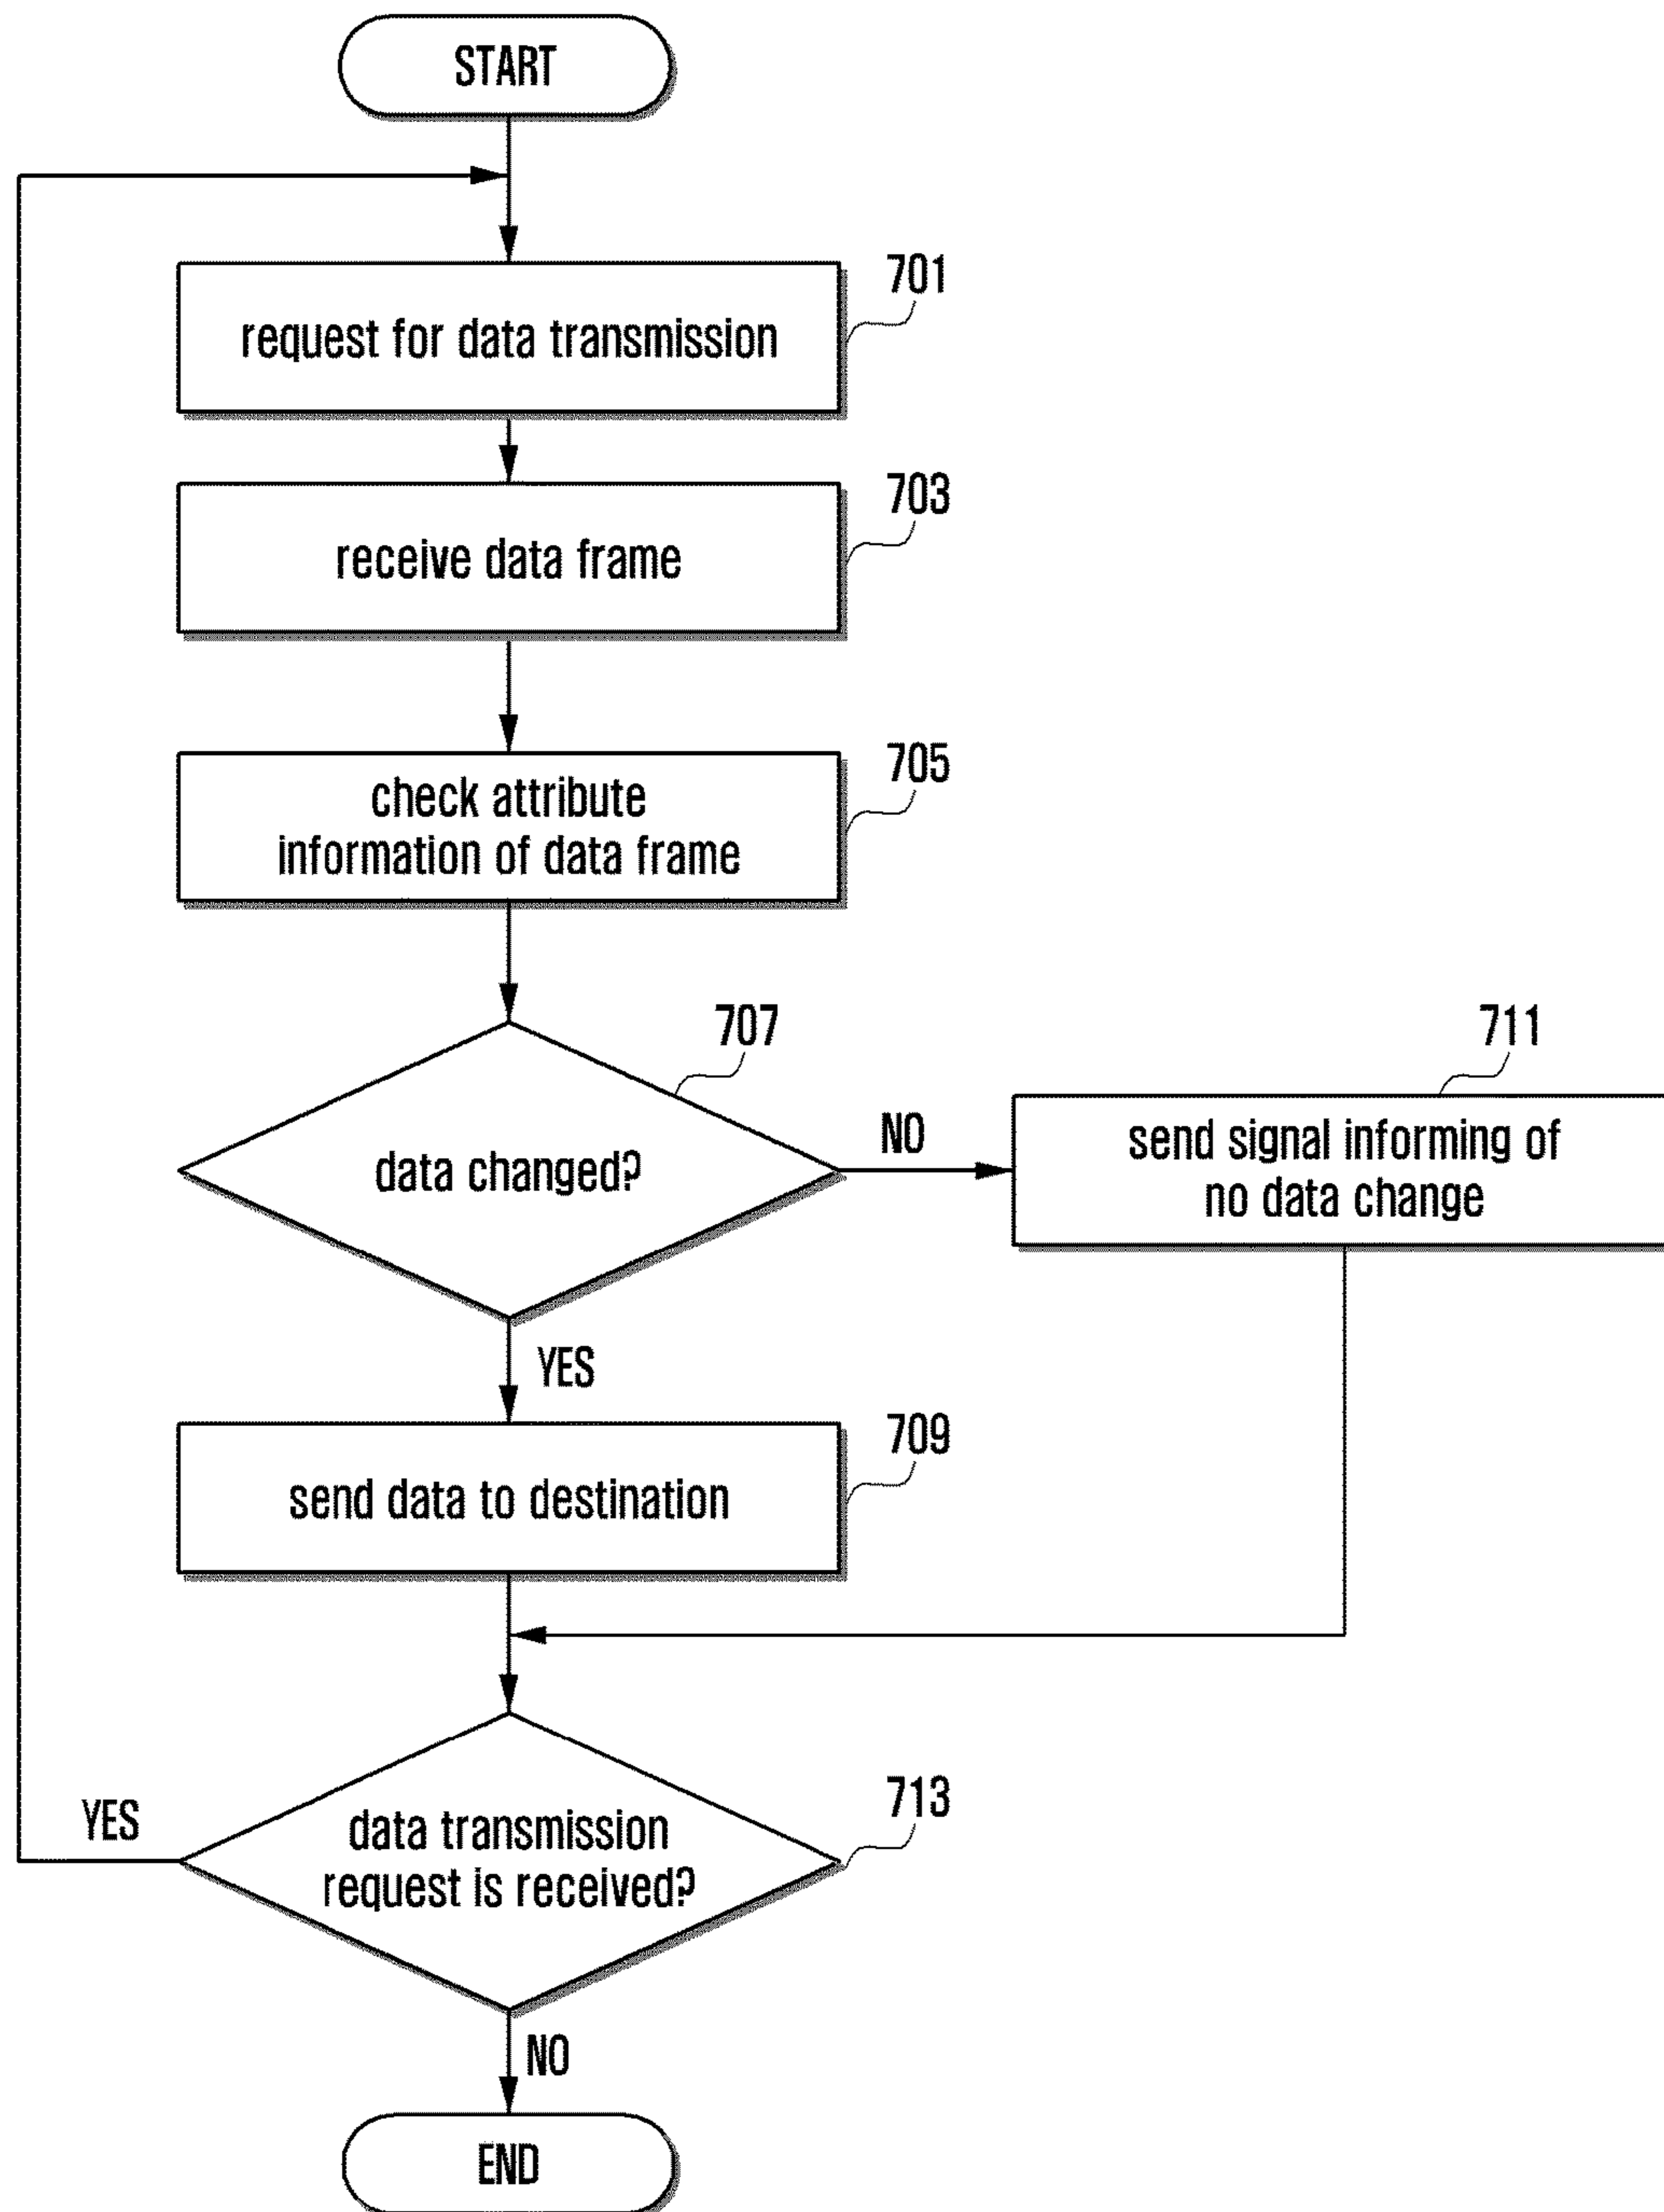 START
701
request for data transmission
703
receive data frame
705
check attribute
information of data frame
707
data changed?
NO
711
send signal informing of
no data change
YES
709
send data to destination
713
YES
data transmission
request is received?
NO
END